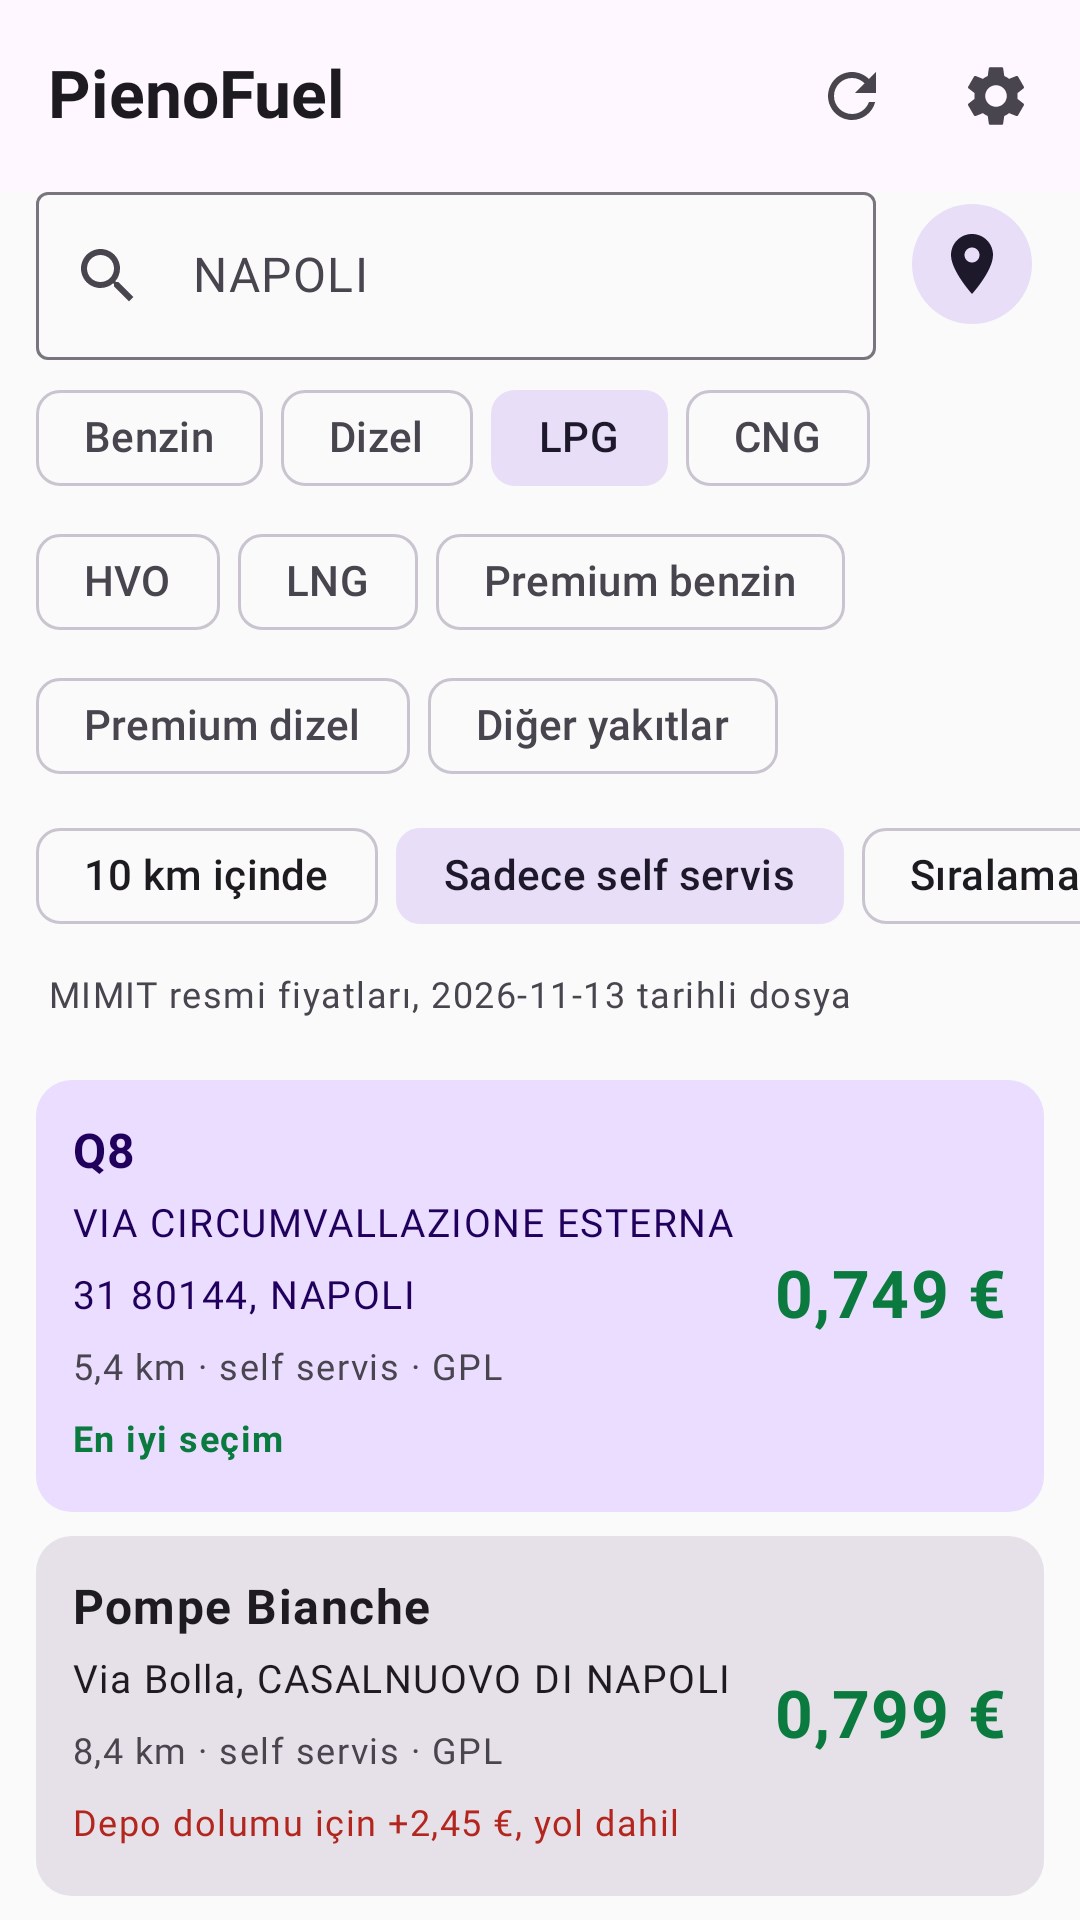 PienoFuel
NAPOLI
Benzin
Dizel
LPG
CNG
HVO
LNG
Premium benzin
Premium dizel
Diğer yakıtlar
10 km içinde
Sadece self servis
Sıralama
MIMIT resmi fiyatları, 2026-11-13 tarihli dosya
Q8
VIA CIRCUMVALLAZIONE ESTERNA
31 80144, NAPOLI
0,749 €
5,4 km · self servis · GPL
En iyi seçim
Pompe Bianche
Via Bolla, CASALNUOVO DI NAPOLI
0,799 €
8,4 km · self servis · GPL
Depo dolumu için +2,45 €, yol dahil